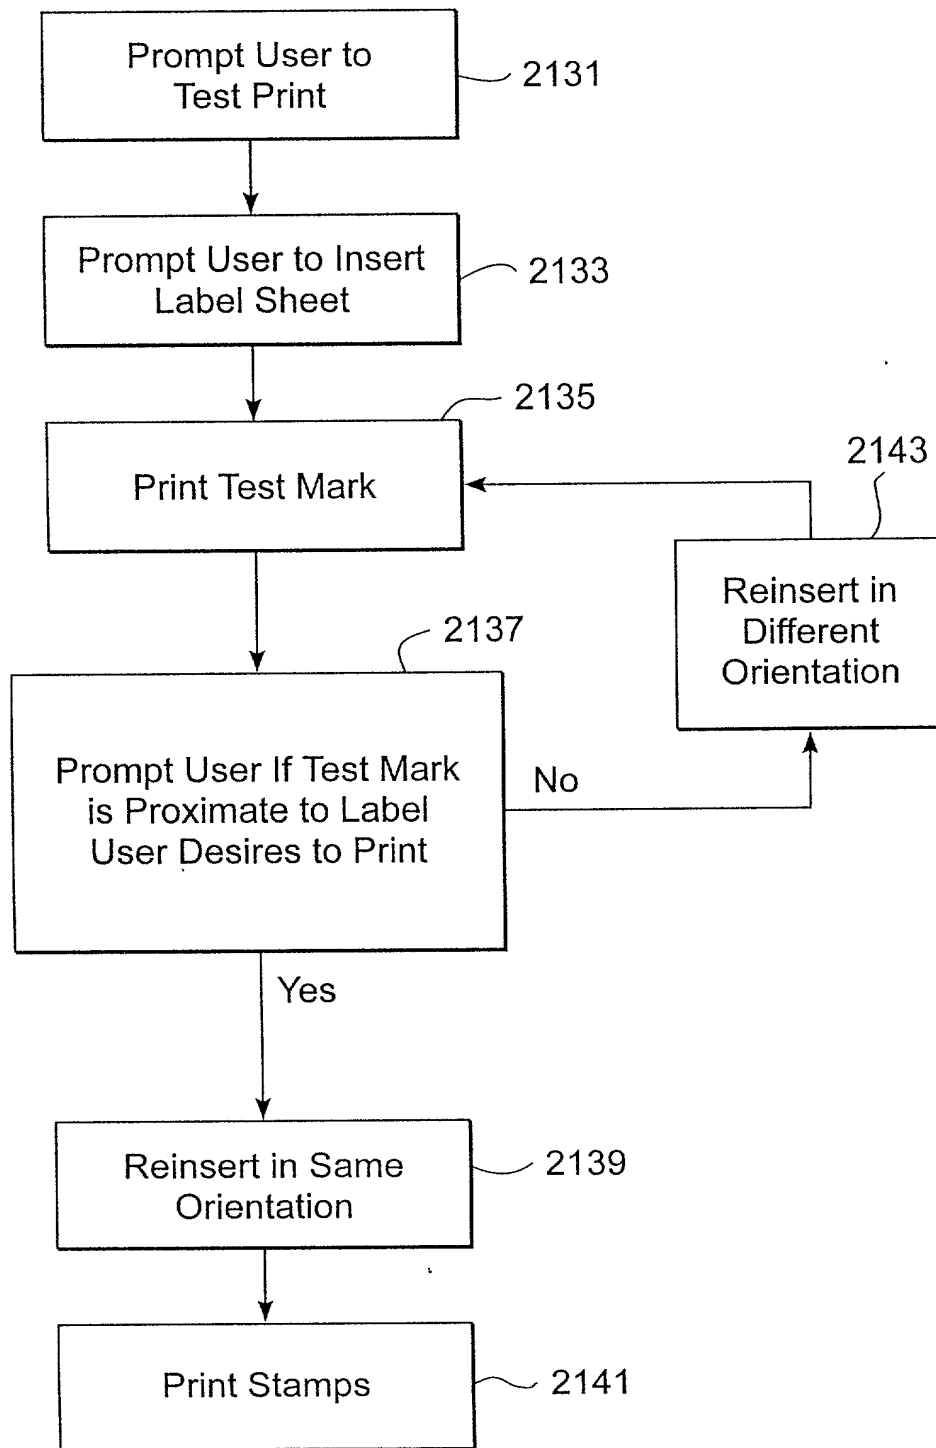 Prompt User to
Test Print
2131
Prompt User to Insert
Label Sheet
2133
2135
Print Test Mark
2143
Reinsert in
Different
Orientation
2137
Prompt User If Test Mark
is Proximate to Label
User Desires to Print
No
Yes
Reinsert in Same
Orientation
2139
Print Stamps
2141